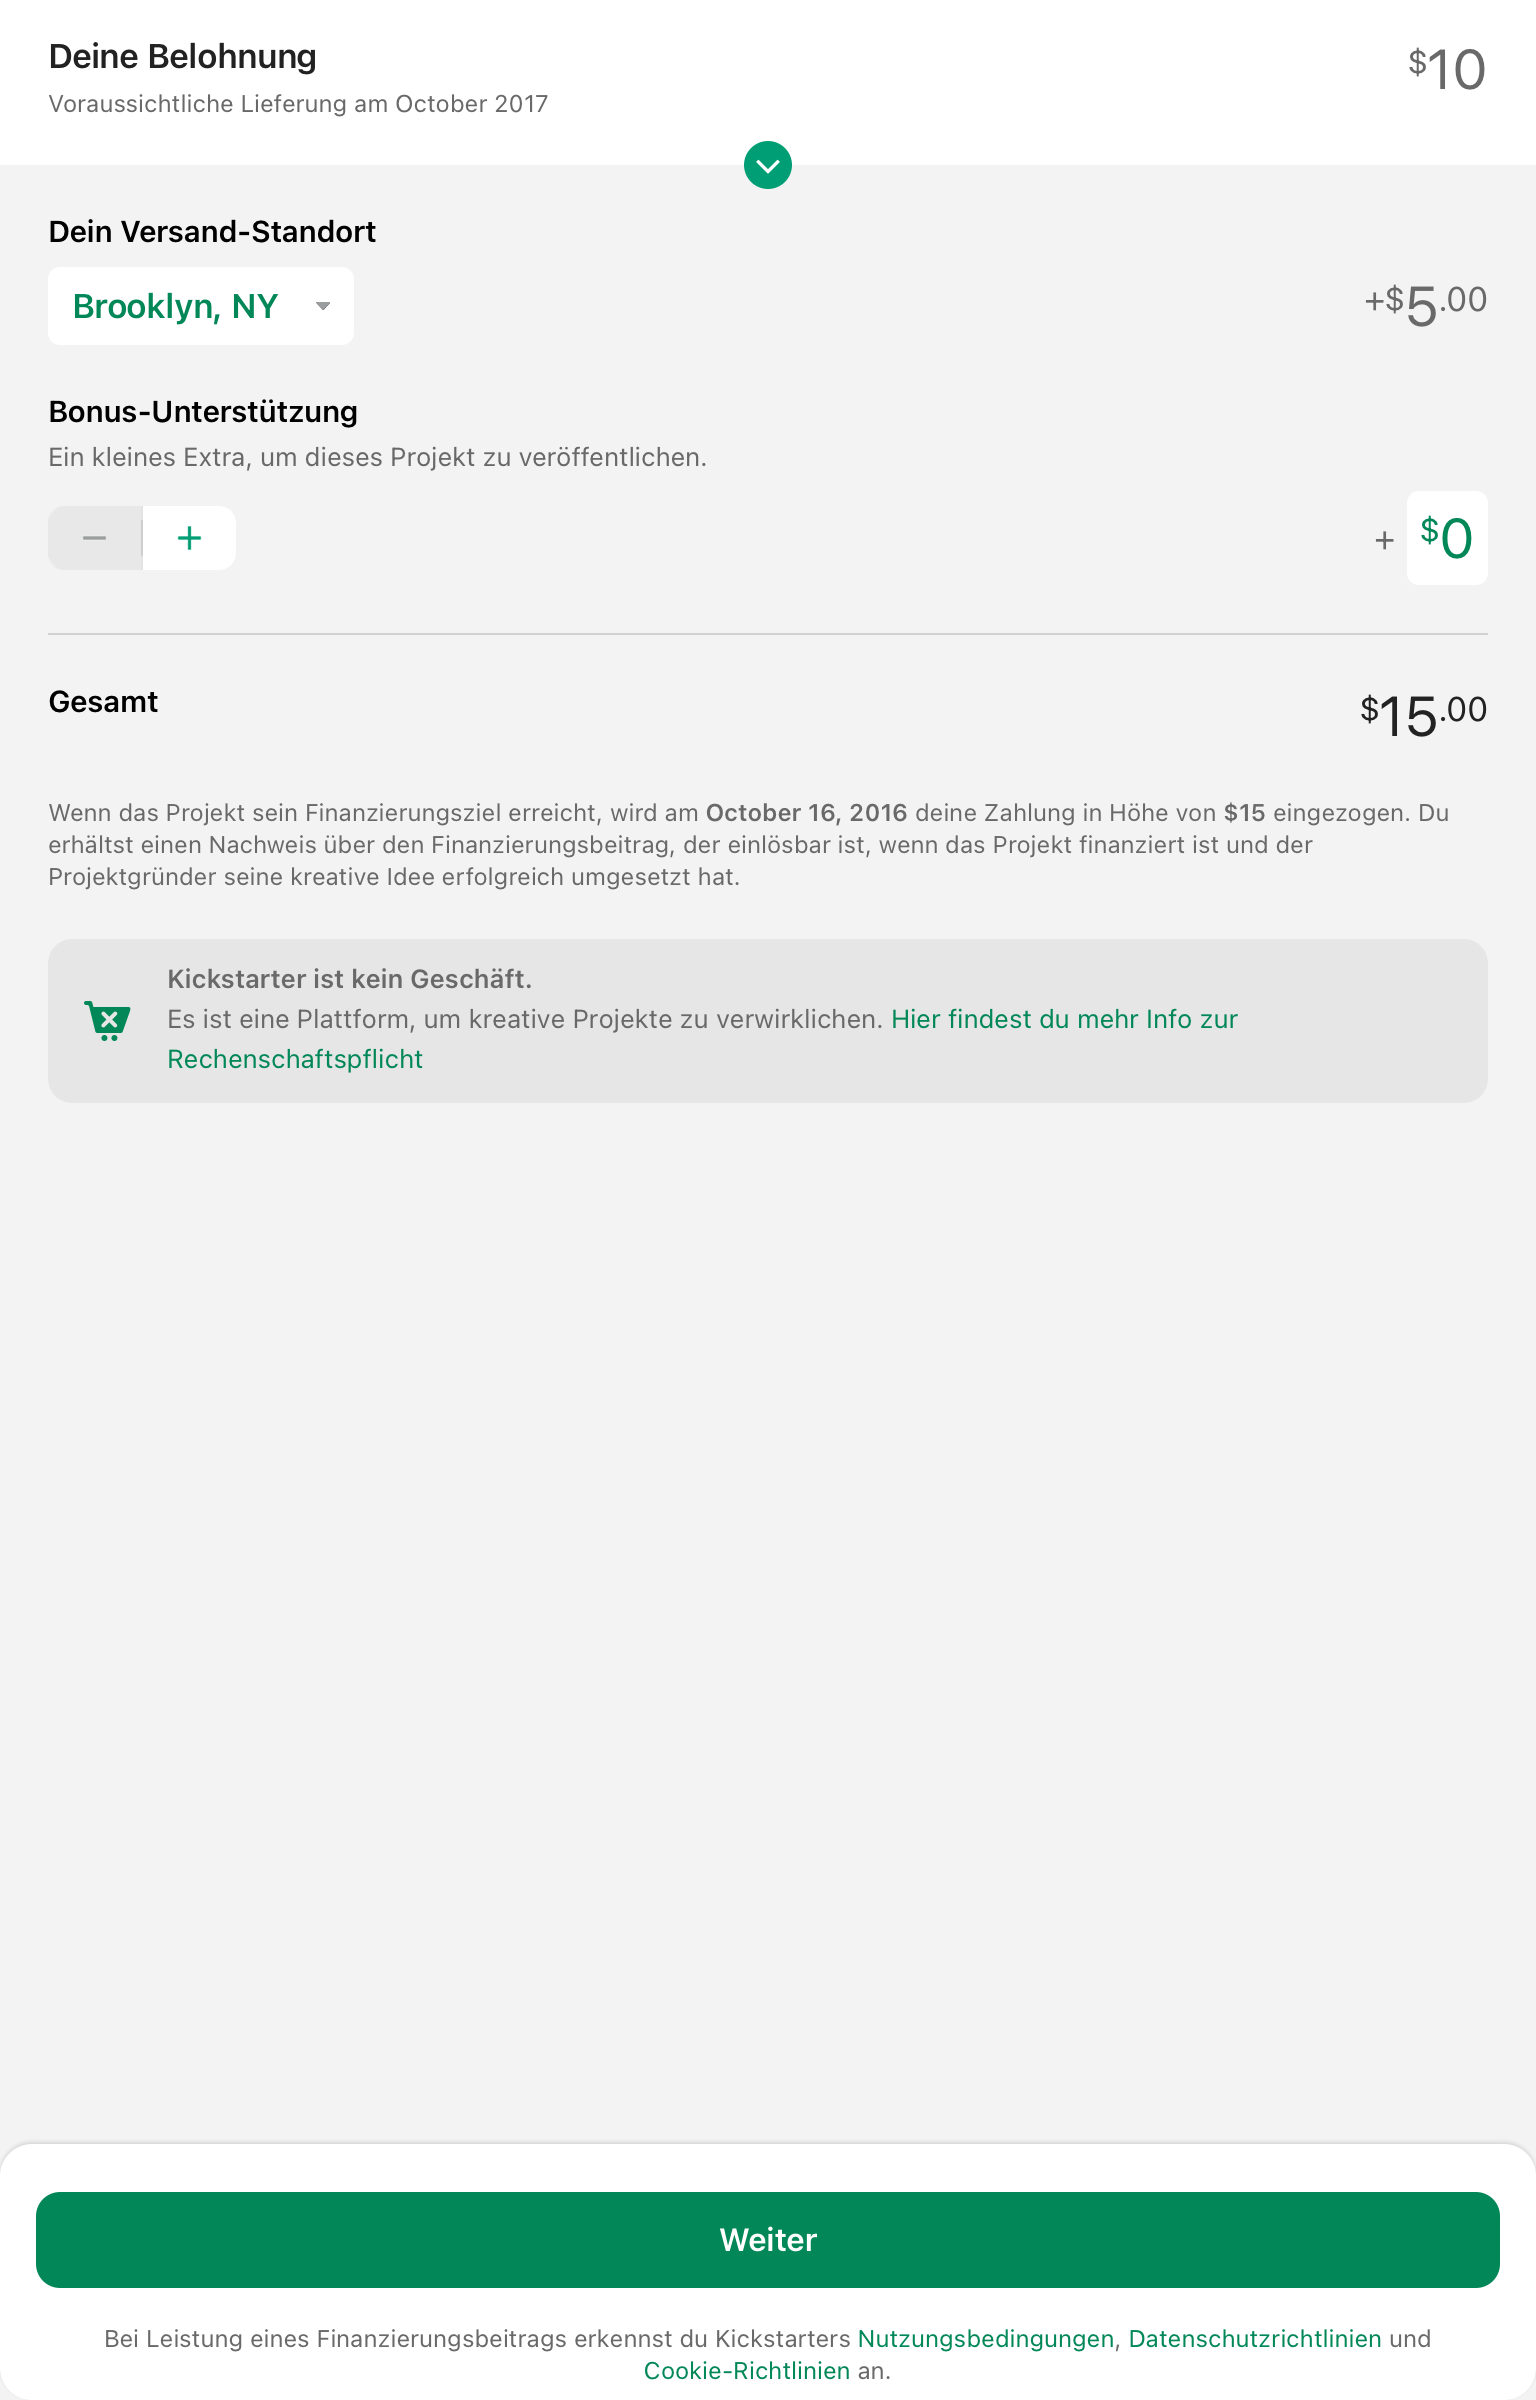 Deine Belohnung
$10
Voraussichtliche Lieferung am October 2017
Dein Versand-Standort
Brooklyn, NY
+$5.00
Bonus-Unterstützung
Ein kleines Extra, um dieses Projekt zu veröffentlichen.
− +
+ $0
Gesamt
$15.00
Wenn das Projekt sein Finanzierungsziel erreicht, wird am October 16, 2016 deine Zahlung in Höhe von $15 eingezogen. Du
erhältst einen Nachweis über den Finanzierungsbeitrag, der einlösbar ist, wenn das Projekt finanziert ist und der
Projektgründer seine kreative Idee erfolgreich umgesetzt hat.
Kickstarter ist kein Geschäft.
Es ist eine Plattform, um kreative Projekte zu verwirklichen. Hier findest du mehr Info zur
Rechenschaftspflicht
Weiter
Bei Leistung eines Finanzierungsbeitrags erkennst du Kickstarters Nutzungsbedingungen, Datenschutzrichtlinien und
Cookie-Richtlinien an.